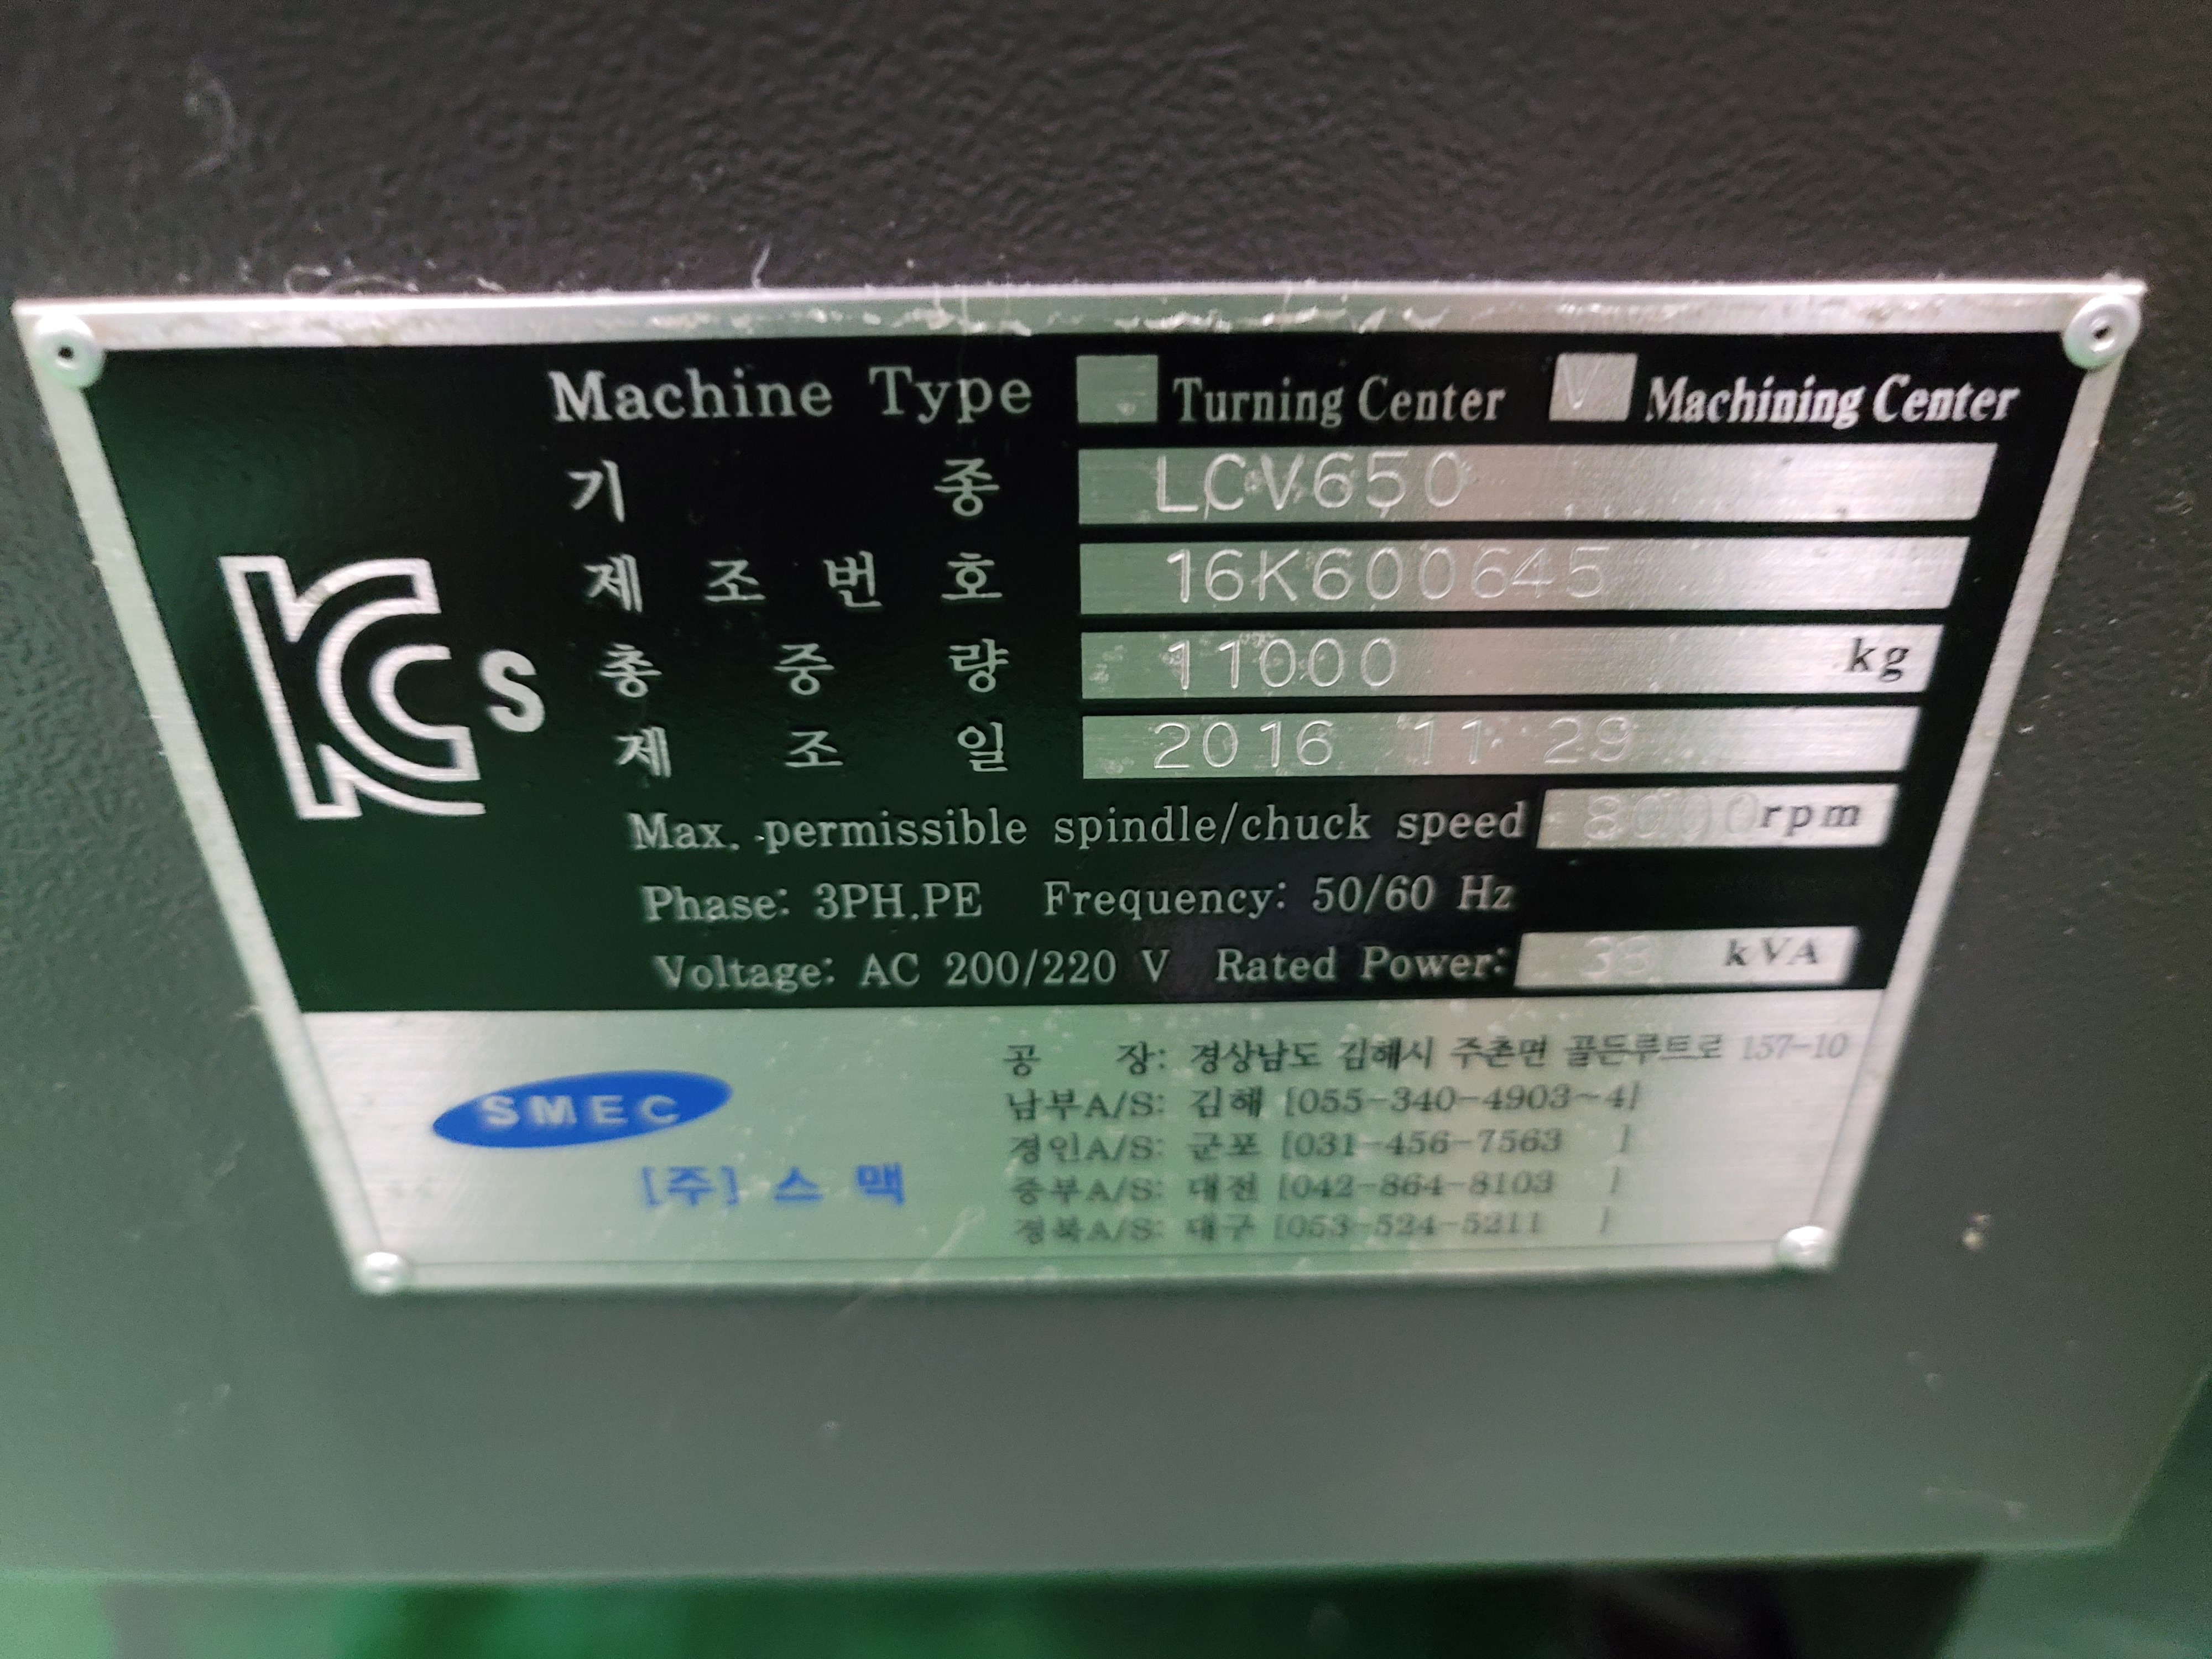 Machine Type Turning Center V Machining Center
기 종 LCV650
제 조 번 호 16K600645
총 중 량 11000 kg
제 조 일 2016 11 29
Max. permissible spindle/chuck speed 8000 rpm
Phase: 3PH.PE Frequency: 50/60 Hz
Voltage: AC 200/220 V Rated Power: kVA
KCs
SMEC
[주] 스 맥
공 장: 경상남도 김해시 주촌면 골든루트로 157-10
남부A/S: 김해 [055-340-4903~4]
경인A/S: 군포 [031-456-7563 ]
중부A/S: 대전 [042-864-8103 ]
경북A/S: 대구 [053-524-5211 ]